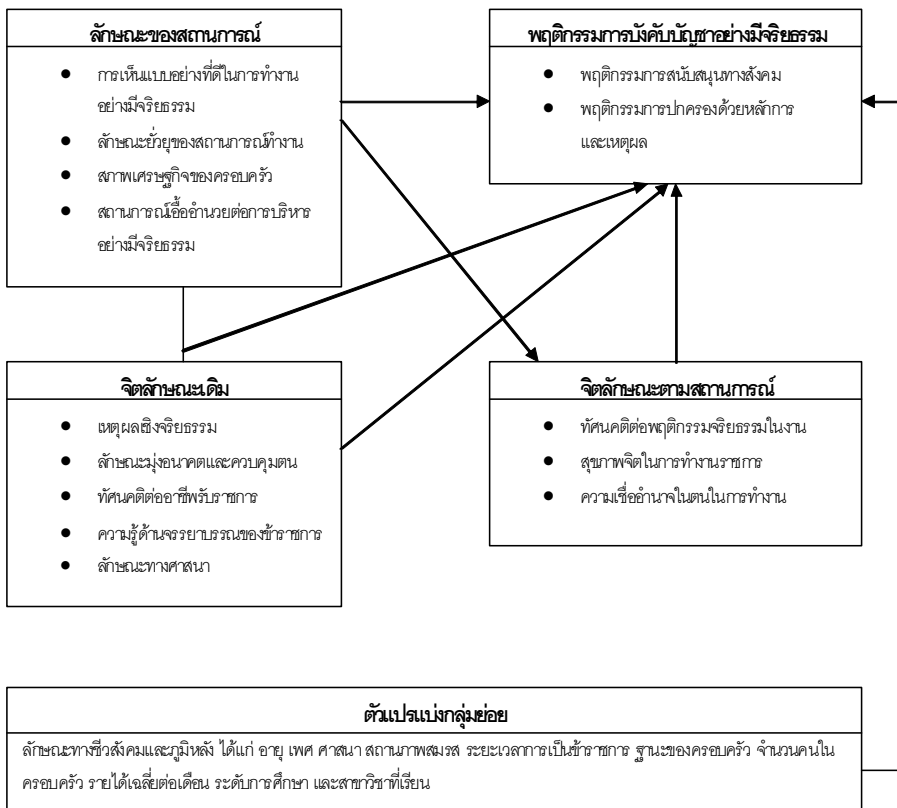 ลักษณะของสถานการณ์
● การเห็นแบบอย่างที่ดีในการทำงาน
อย่างมีจริยธรรม
● ลักษณะยั่วยุของสถานการณ์ทำงาน
● สภาพเศรษฐกิจของครอบครัว
● สถานการณ์เอื้ออำนวยต่อการบริหาร
อย่างมีจริยธรรม
พฤติกรรมการบังคับบัญชาอย่างมีจริยธรรม
● พฤติกรรมการสนับสนุนทางสังคม
● พฤติกรรมการปกครองด้วยหลักการ
และเหตุผล
จิตลักษณะเดิม
● เหตุผลเชิงจริยธรรม
● ลักษณะมุ่งอนาคตและควบคุมตน
● ทัศนคติต่ออาชีพรับราชการ
● ความรู้ด้านจรรยาบรรณของข้าราชการ
● ลักษณะทางศาสนา
จิตลักษณะตามสถานการณ์
● ทัศนคติต่อพฤติกรรมจริยธรรมในงาน
● สุขภาพจิตในการทำงานราชการ
● ความเชื่ออำนาจในตนในการทำงาน
ตัวแปรแบ่งกลุ่มย่อย
ลักษณะทางชีวสังคมและภูมิหลัง ได้แก่ อายุ เพศ ศาสนา สถานภาพสมรส ระยะเวลาการเป็นข้าราชการ ฐานะของครอบครัว จำนวนคนใน
ครอบครัว รายได้เฉลี่ยต่อเดือน ระดับการศึกษา และสาขาวิชาที่เรียน